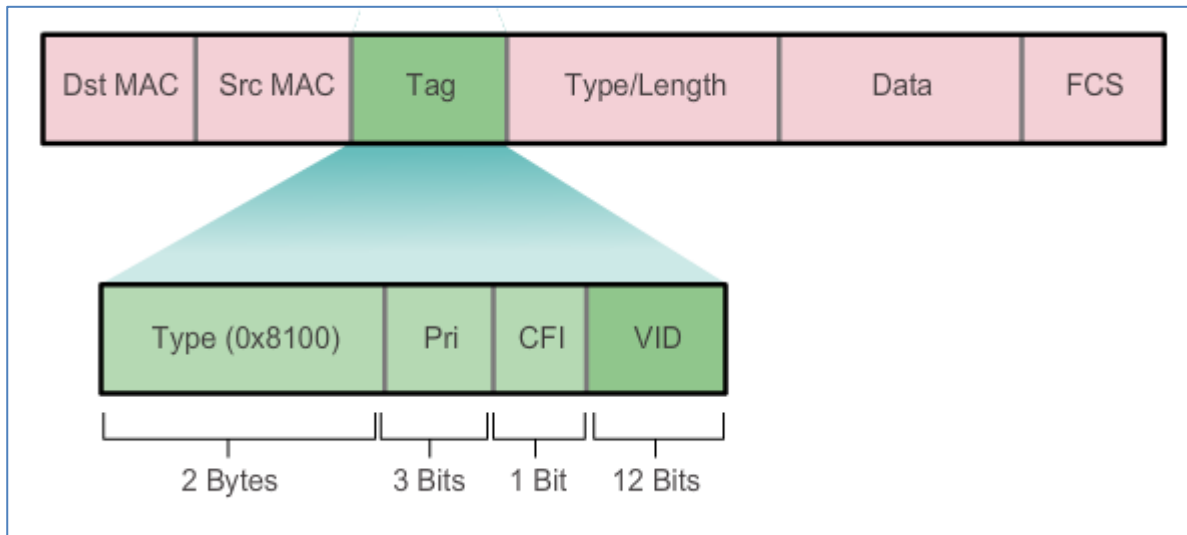 Dst MAC Src MAC Tag Type/Length Data FCS
Type (0x8100) Pri CFI VID
2 Bytes 3 Bits 1 Bit 12 Bits